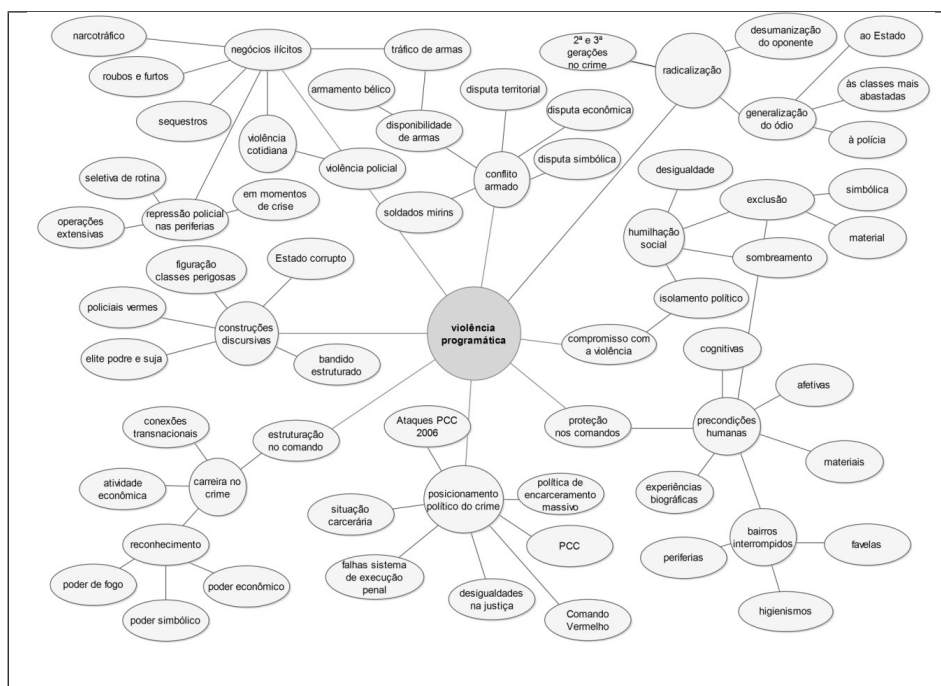 narcotráfico
negócios ilícitos
roubos e furtos
sequestros
tráfico de armas
armamento bélico
disponibilidade
de armas
violência
cotidiana
violência policial
seletiva de rotina
em momentos
de crise
operações
extensivas
repressão policial
nas periferias
soldados mirins
conflito
armado
disputa territorial
disputa econômica
disputa simbólica
2ª e 3ª
gerações
no crime
radicalização
desumanização
do oponente
ao Estado
generalização
do ódio
às classes mais
abastadas
à polícia
desigualdade
exclusão
simbólica
material
humilhação
social
sombreamento
isolamento político
compromisso com
a violência
figuração
classes perigosas
Estado corrupto
policiais vermes
construções
discursivas
elite podre e suja
bandido
estruturado
violência
programática
cognitivas
afetivas
proteção
nos comandos
precondições
humanas
materiais
experiências
biográficas
bairros
interrompidos
periferias
favelas
higienismos
conexões
transnacionais
estruturação
no comando
atividade
econômica
carreira no
crime
reconhecimento
poder de fogo
poder econômico
poder simbólico
Ataques PCC
2006
posicionamento
político do crime
política de
encarceramento
massivo
situação
carcerária
PCC
falhas sistema
de execução
penal
desigualdades
na justiça
Comando
Vermelho